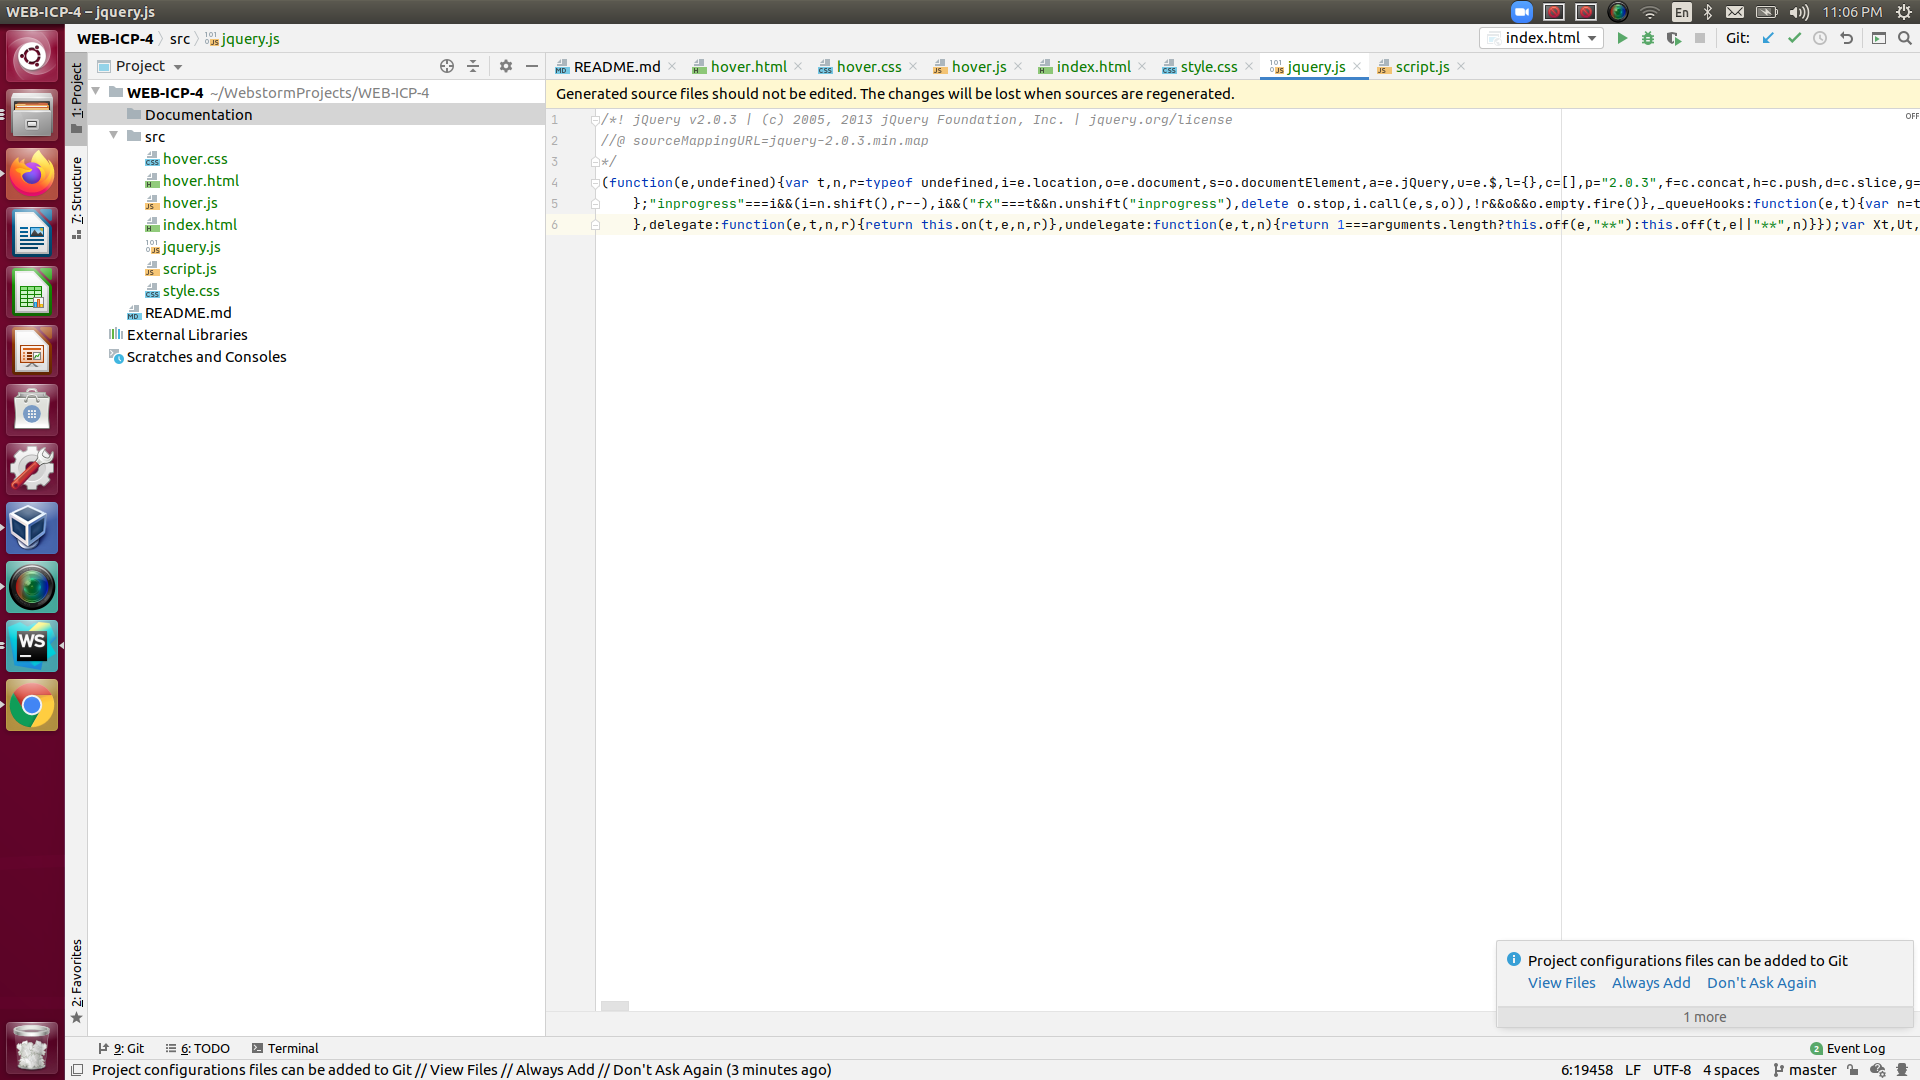 WEB-ICP-4 – jquery.js
En
11:06 PM
WEB-ICP-4
src
jquery.js
index.html
Git:
1: Project
7: Structure
2: Favorites
Project
README.md
hover.html
hover.css
hover.js
index.html
style.css
jquery.js
script.js
WEB-ICP-4 ~/WebstormProjects/WEB-ICP-4
Documentation
src
hover.css
hover.html
hover.js
index.html
jquery.js
script.js
style.css
README.md
External Libraries
Scratches and Consoles
Generated source files should not be edited. The changes will be lost when sources are regenerated.
OFF
1 /*! jQuery v2.0.3 | (c) 2005, 2013 jQuery Foundation, Inc. | jquery.org/license
2 //@ sourceMappingURL=jquery-2.0.3.min.map
3 */
4 (function(e,undefined){var t,n,r=typeof undefined,i=e.location,o=e.document,s=o.documentElement,a=e.jQuery,u=e.$,l={},c=[],p="2.0.3",f=c.concat,h=c.push,d=c.slice,g=
5 };"inprogress"===i&&(i=n.shift(),r--),i&&("fx"===t&&n.unshift("inprogress"),delete o.stop,i.call(e,s,o)),!r&&o&&o.empty.fire()},_queueHooks:function(e,t){var n=t
6 },delegate:function(e,t,n,r){return this.on(t,e,n,r)},undelegate:function(e,t,n){return 1===arguments.length?this.off(e,"**"):this.off(t,e||"**",n)}});var Xt,Ut,
WS
Project configurations files can be added to Git
View Files Always Add Don't Ask Again
1 more
9: Git
6: TODO
Terminal
2 Event Log
Project configurations files can be added to Git // View Files // Always Add // Don't Ask Again (3 minutes ago)
6:19458 LF UTF-8 4 spaces master